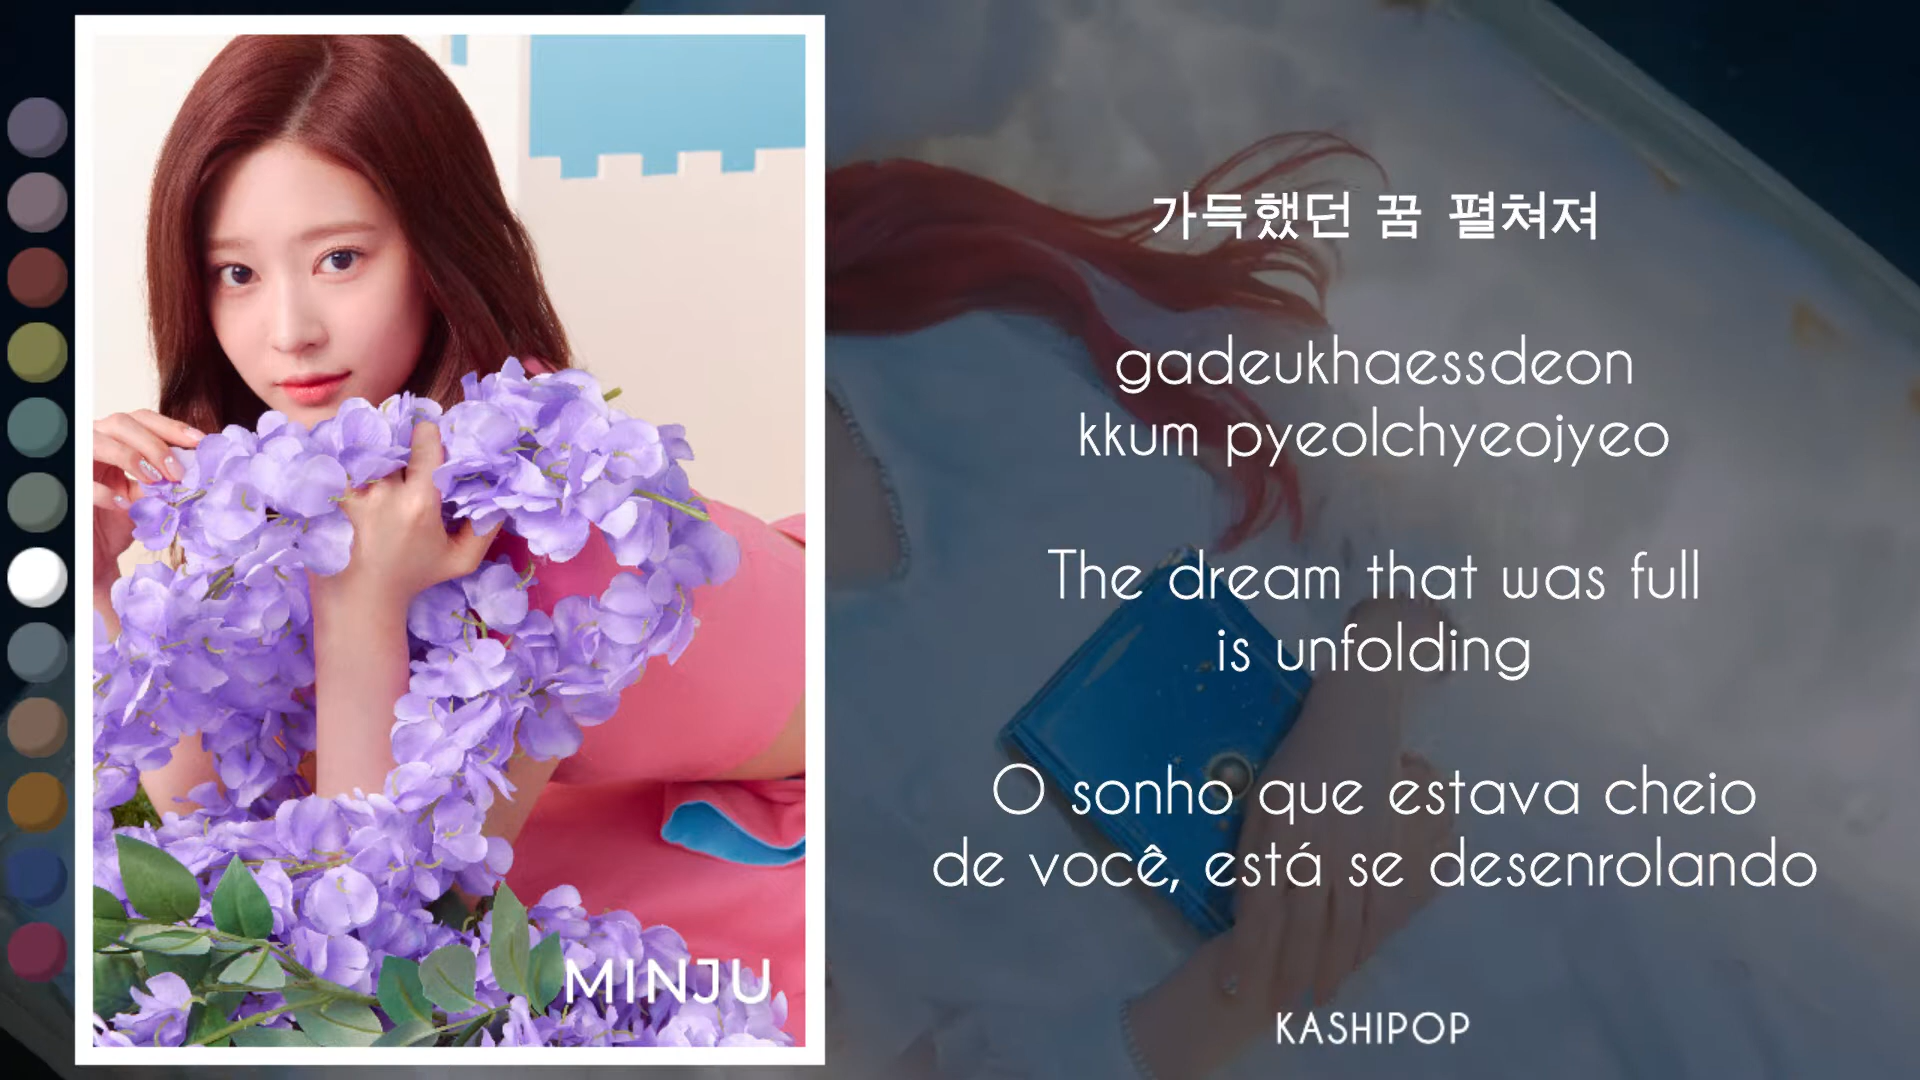 가득했던 꿈 펼쳐져
gadeukhaessdeon
kkum pyeolchyeojyeo
The dream that was full
is unfolding
O sonho que estava cheio
de você, está se desenrolando
MINJU
KASHIPOP